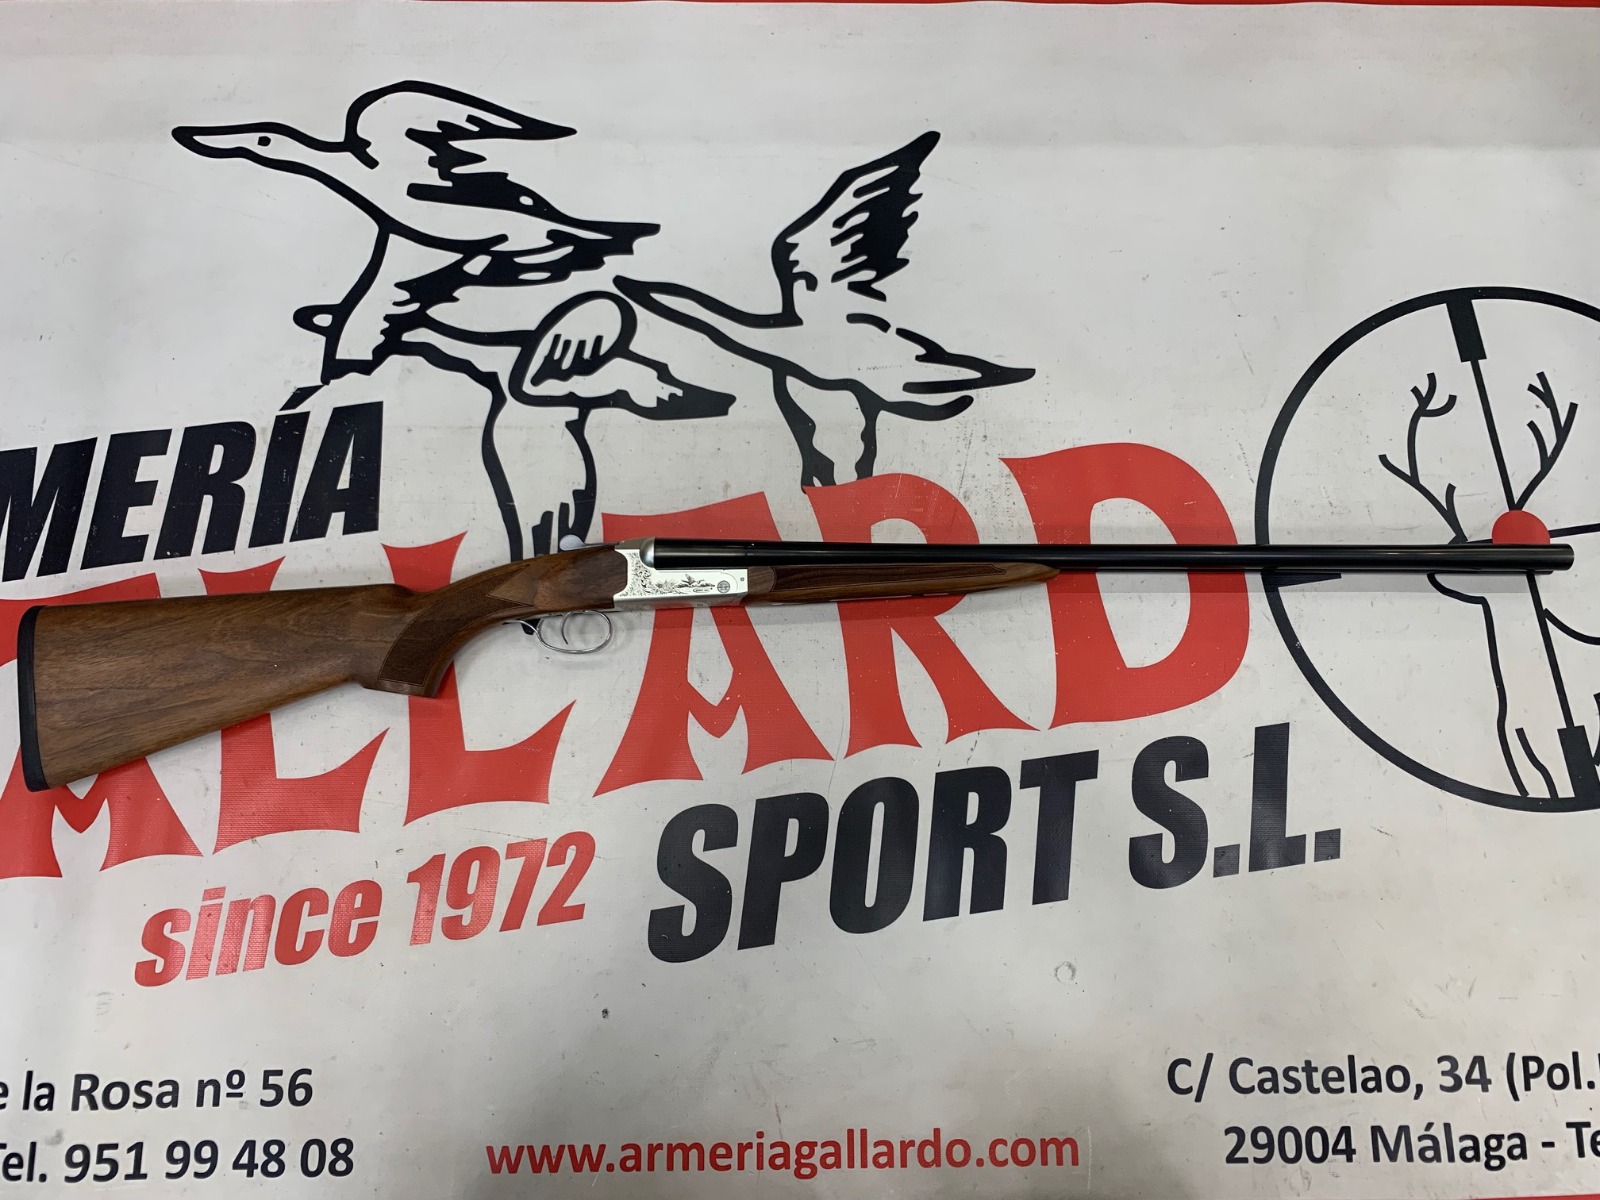 MERÍA
ALLARDO
SPORT S.L.
since 1972
e la Rosa nº 56
Tel. 951 99 48 08
www.armeriagallardo.com
C/ Castelao, 34 (Pol.
29004 Málaga - Te